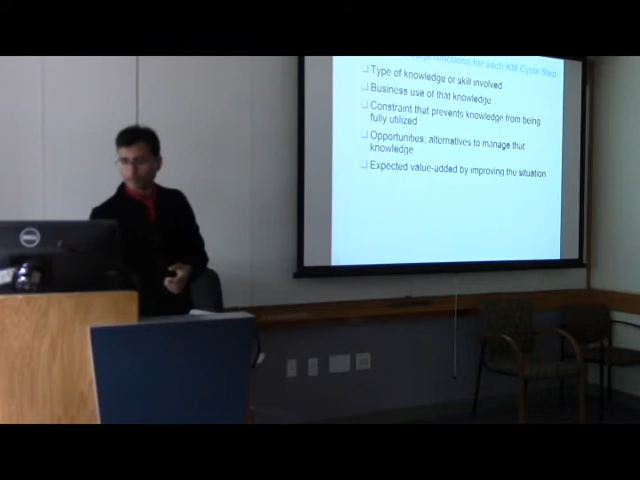 functions for each KM Cycle Step
Type of knowledge or skill involved
Business use of that knowledge
Constraint that prevents knowledge from being
fully utilized
Opportunities, alternatives to manage that
knowledge
Expected value-added by improving the situation
DELL